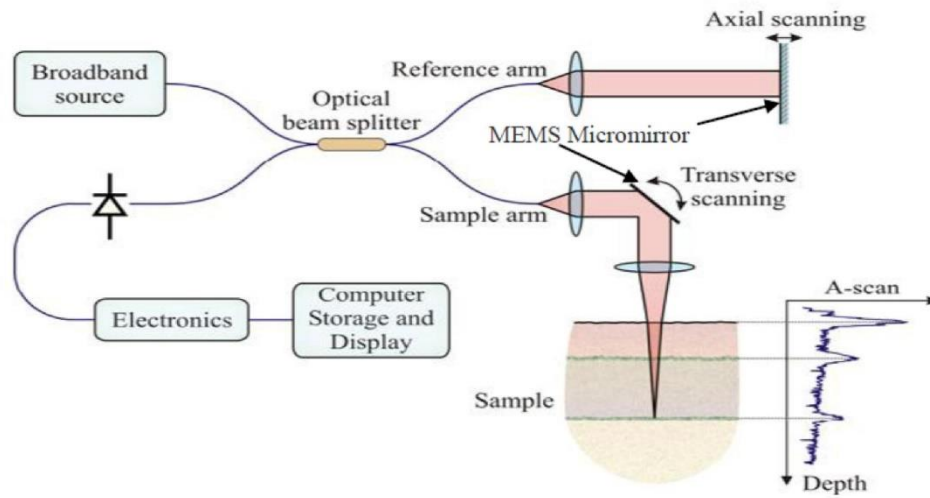 Axial scanning
Broadband
source
Reference arm
Optical
beam splitter
MEMS Micromirror
Transverse
scanning
Sample arm
A-scan
Electronics
Computer
Storage and
Display
Sample
Depth